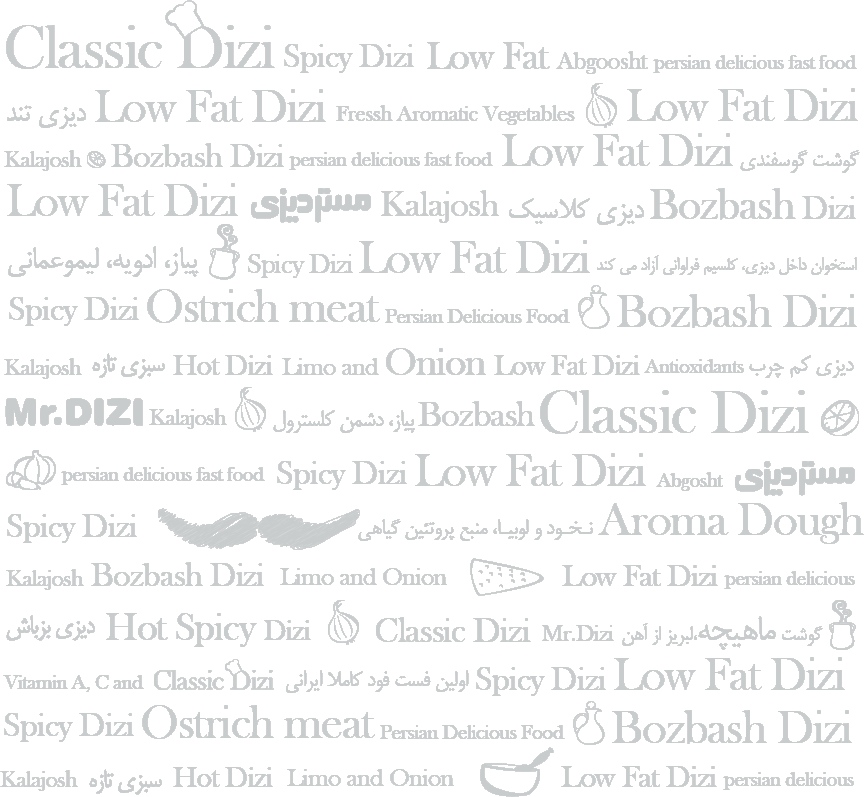 Classic Dizi Spicy Dizi Low Fat Abgoosht persian delicious fast food
دیزی تند Low Fat Dizi Fressh Aromatic Vegetables Low Fat Dizi
Kalajosh Bozbash Dizi persian delicious fast food Low Fat Dizi گوشت گوسفندی
Low Fat Dizi مستردیزی Kalajosh دیزی کلاسیک Bozbash Dizi
پیاز، ادویه، لیموعمانی Spicy Dizi Low Fat Dizi استخوان داخل دیزی، کلسیم فراوانی آزاد می کند
Spicy Dizi Ostrich meat Persian Delicious Food Bozbash Dizi
Kalajosh سبزی تازه Hot Dizi Limo and Onion Low Fat Dizi Antioxidants دیزی کم چرب
Mr.DIZI Kalajosh پیاز، دشمن کلسترول Bozbash Classic Dizi
persian delicious fast food Spicy Dizi Low Fat Dizi Abgosht مستردیزی
Spicy Dizi نخود و لوبیا، منبع پروتئین گیاهی Aroma Dough
Kalajosh Bozbash Dizi Limo and Onion Low Fat Dizi persian delicious
دیزی بزباش Hot Spicy Dizi Classic Dizi Mr.Dizi گوشت ماهیچه،لبریز از آهن
Vitamin A, C and Classic Dizi اولین فست فود کاملا ایرانی Spicy Dizi Low Fat Dizi
Spicy Dizi Ostrich meat Persian Delicious Food Bozbash Dizi
Kalajosh سبزی تازه Hot Dizi Limo and Onion Low Fat Dizi persian delicious